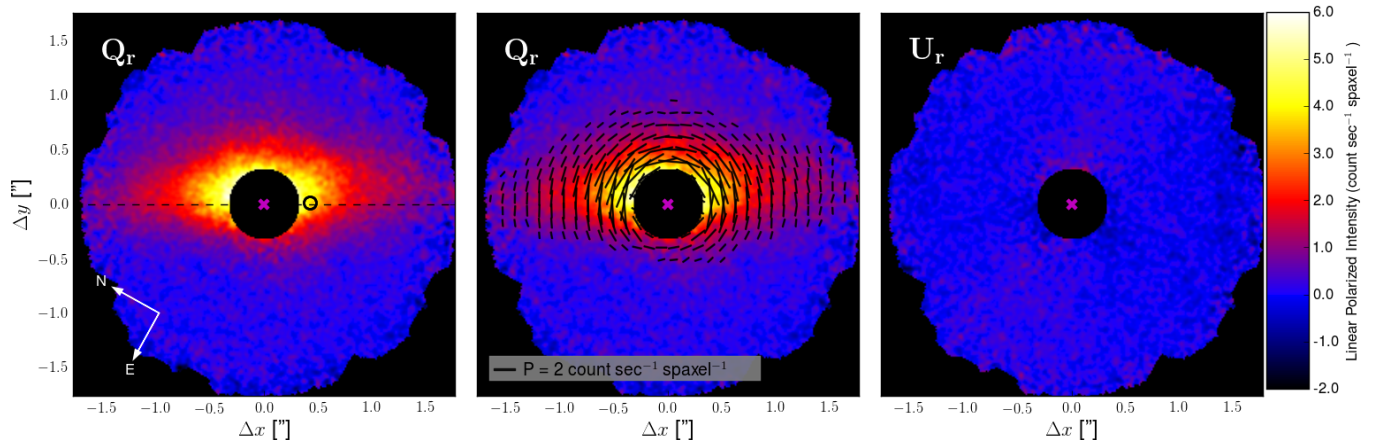 Q_r
Q_r
U_r
1.5
1.0
0.5
0.0
−0.5
−1.0
−1.5
Δy ["]
N
E
P = 2 count sec⁻¹ spaxel⁻¹
−1.5 −1.0 −0.5 0.0 0.5 1.0 1.5
−1.5 −1.0 −0.5 0.0 0.5 1.0 1.5
−1.5 −1.0 −0.5 0.0 0.5 1.0 1.5
Δx ["]
Δx ["]
Δx ["]
6.0
5.0
4.0
3.0
2.0
1.0
0.0
−1.0
−2.0
Linear Polarized Intensity (count sec⁻¹ spaxel⁻¹ )